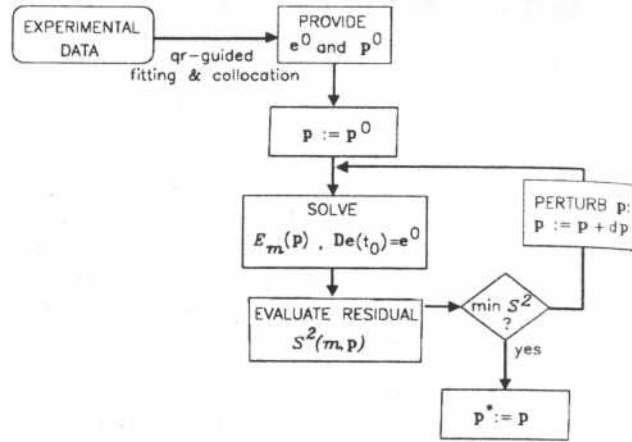 EXPERIMENTAL
DATA
qr-guided
fitting & collocation
PROVIDE
e⁰ and p⁰
p := p⁰
SOLVE
Eₘ(p) , De(t₀)=e⁰
PERTURB p:
p := p + dp
EVALUATE RESIDUAL
S²(m,p)
min S²
?
yes
p* := p